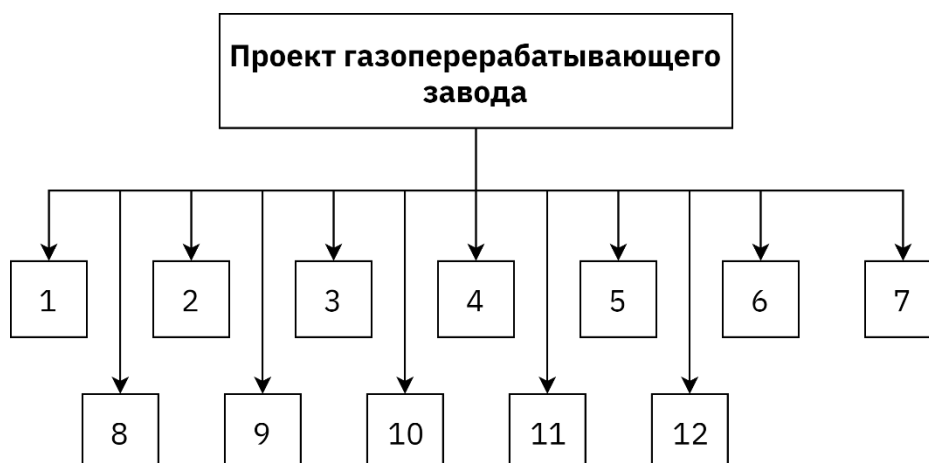 Проект газоперерабатывающего
завода
1 2 3 4 5 6 7
8 9 10 11 12